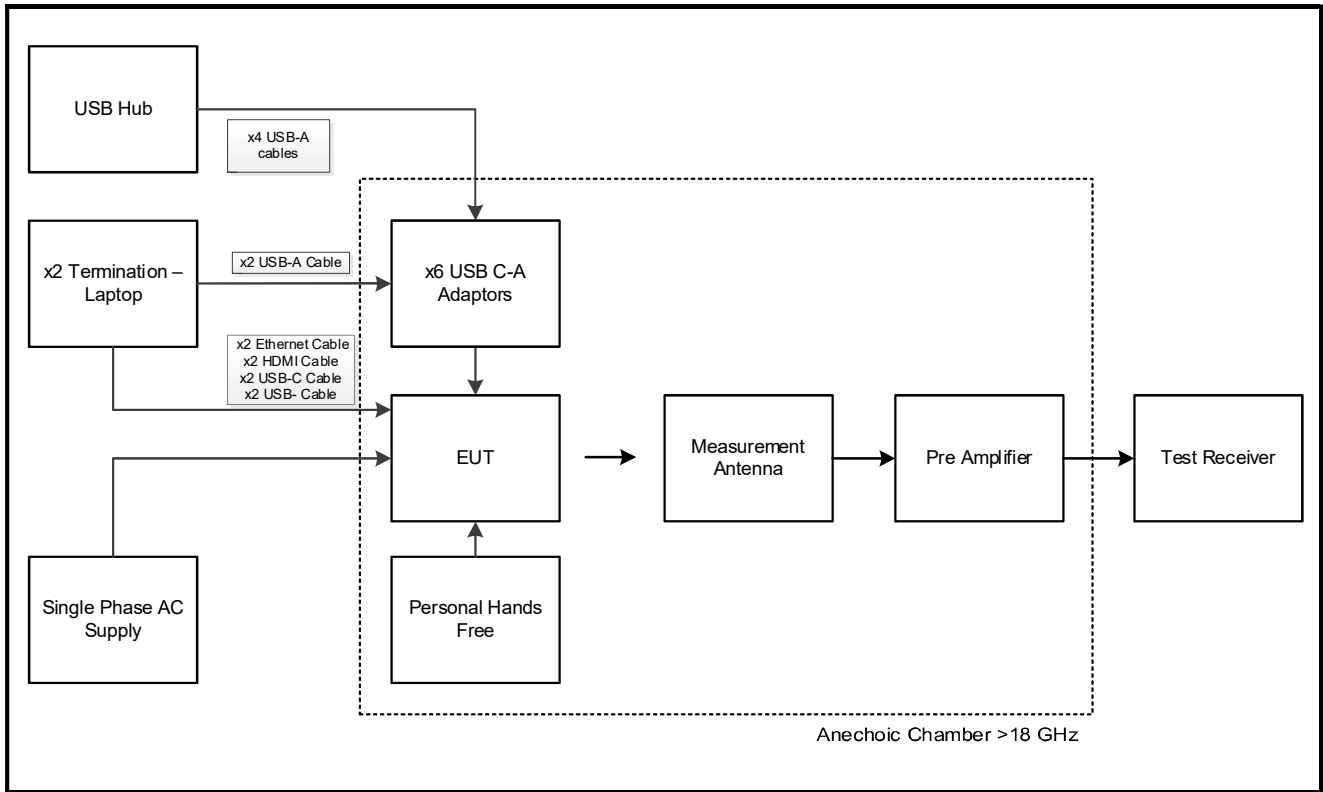 USB Hub
x4 USB-A
cables
x2 Termination –
Laptop
x2 USB-A Cable
x6 USB C-A
Adaptors
x2 Ethernet Cable
x2 HDMI Cable
x2 USB-C Cable
x2 USB- Cable
EUT
Measurement
Antenna
Pre Amplifier
Test Receiver
Single Phase AC
Supply
Personal Hands
Free
Anechoic Chamber >18 GHz